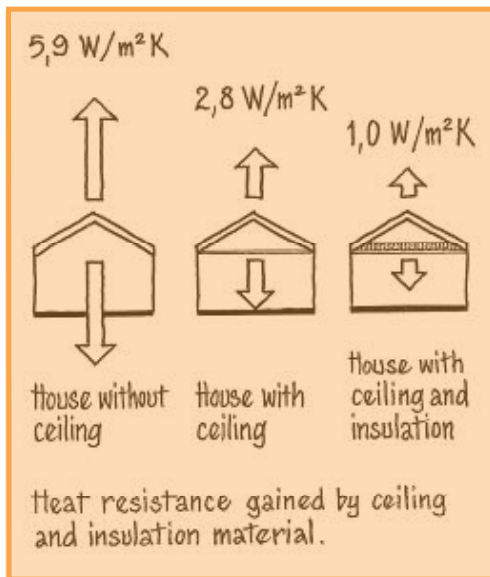 5,9 W/m²K
2,8 W/m²K
1,0 W/m²K
House without
ceiling
House with
ceiling
House with
ceiling and
insulation
Heat resistance gained by ceiling
and insulation material.